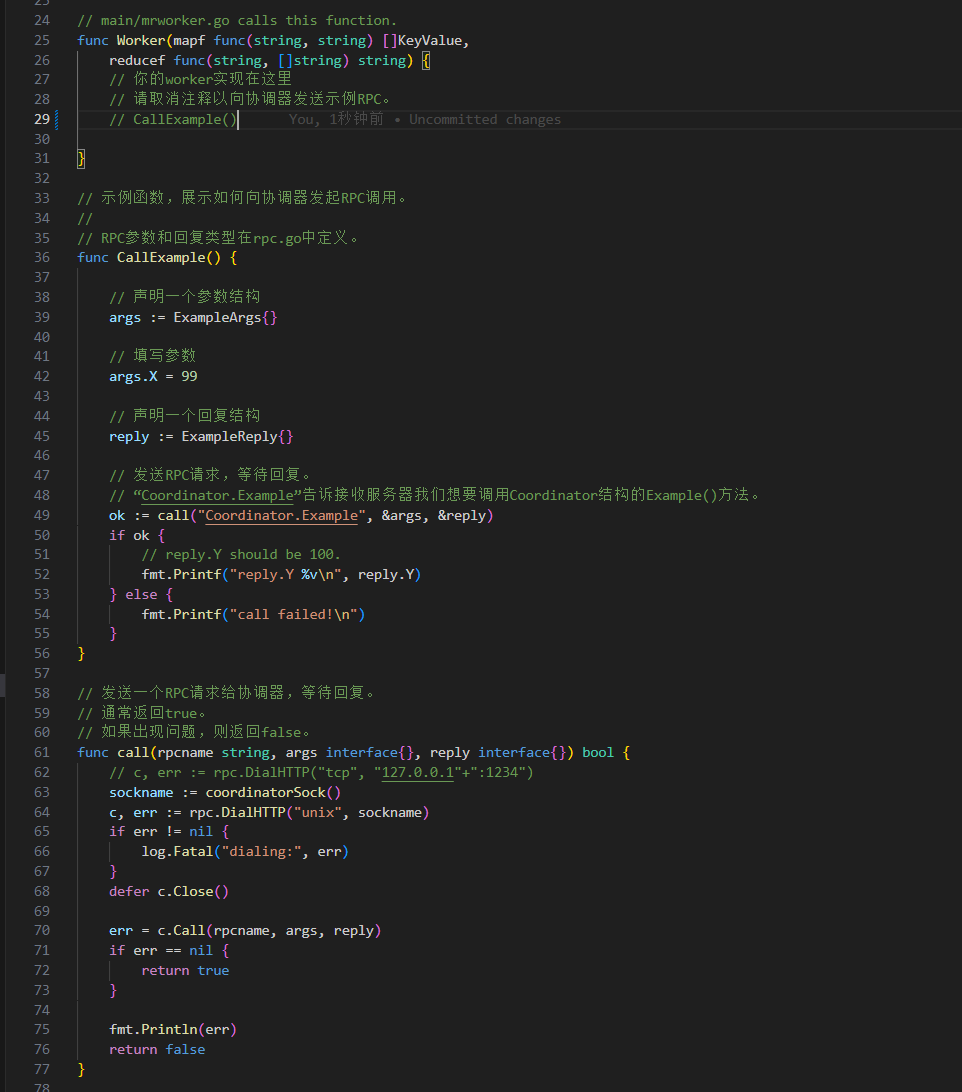 23
24 // main/mrworker.go calls this function.
25 func Worker(mapf func(string, string) []KeyValue,
26 reducef func(string, []string) string) {
27 // 你的worker实现在这里
28 // 请取消注释以向协调器发送示例RPC。
29 // CallExample() You, 1秒钟前 • Uncommitted changes
30
31 }
32
33 // 示例函数，展示如何向协调器发起RPC调用。
34 //
35 // RPC参数和回复类型在rpc.go中定义。
36 func CallExample() {
37
38 // 声明一个参数结构
39 args := ExampleArgs{}
40
41 // 填写参数
42 args.X = 99
43
44 // 声明一个回复结构
45 reply := ExampleReply{}
46
47 // 发送RPC请求，等待回复。
48 // “Coordinator.Example”告诉接收服务器我们想要调用Coordinator结构的Example()方法。
49 ok := call("Coordinator.Example", &args, &reply)
50 if ok {
51 // reply.Y should be 100.
52 fmt.Printf("reply.Y %v\n", reply.Y)
53 } else {
54 fmt.Printf("call failed!\n")
55 }
56 }
57
58 // 发送一个RPC请求给协调器，等待回复。
59 // 通常返回true。
60 // 如果出现问题，则返回false。
61 func call(rpcname string, args interface{}, reply interface{}) bool {
62 // c, err := rpc.DialHTTP("tcp", "127.0.0.1"+":1234")
63 sockname := coordinatorSock()
64 c, err := rpc.DialHTTP("unix", sockname)
65 if err != nil {
66 log.Fatal("dialing:", err)
67 }
68 defer c.Close()
69
70 err = c.Call(rpcname, args, reply)
71 if err == nil {
72 return true
73 }
74
75 fmt.Println(err)
76 return false
77 }
78